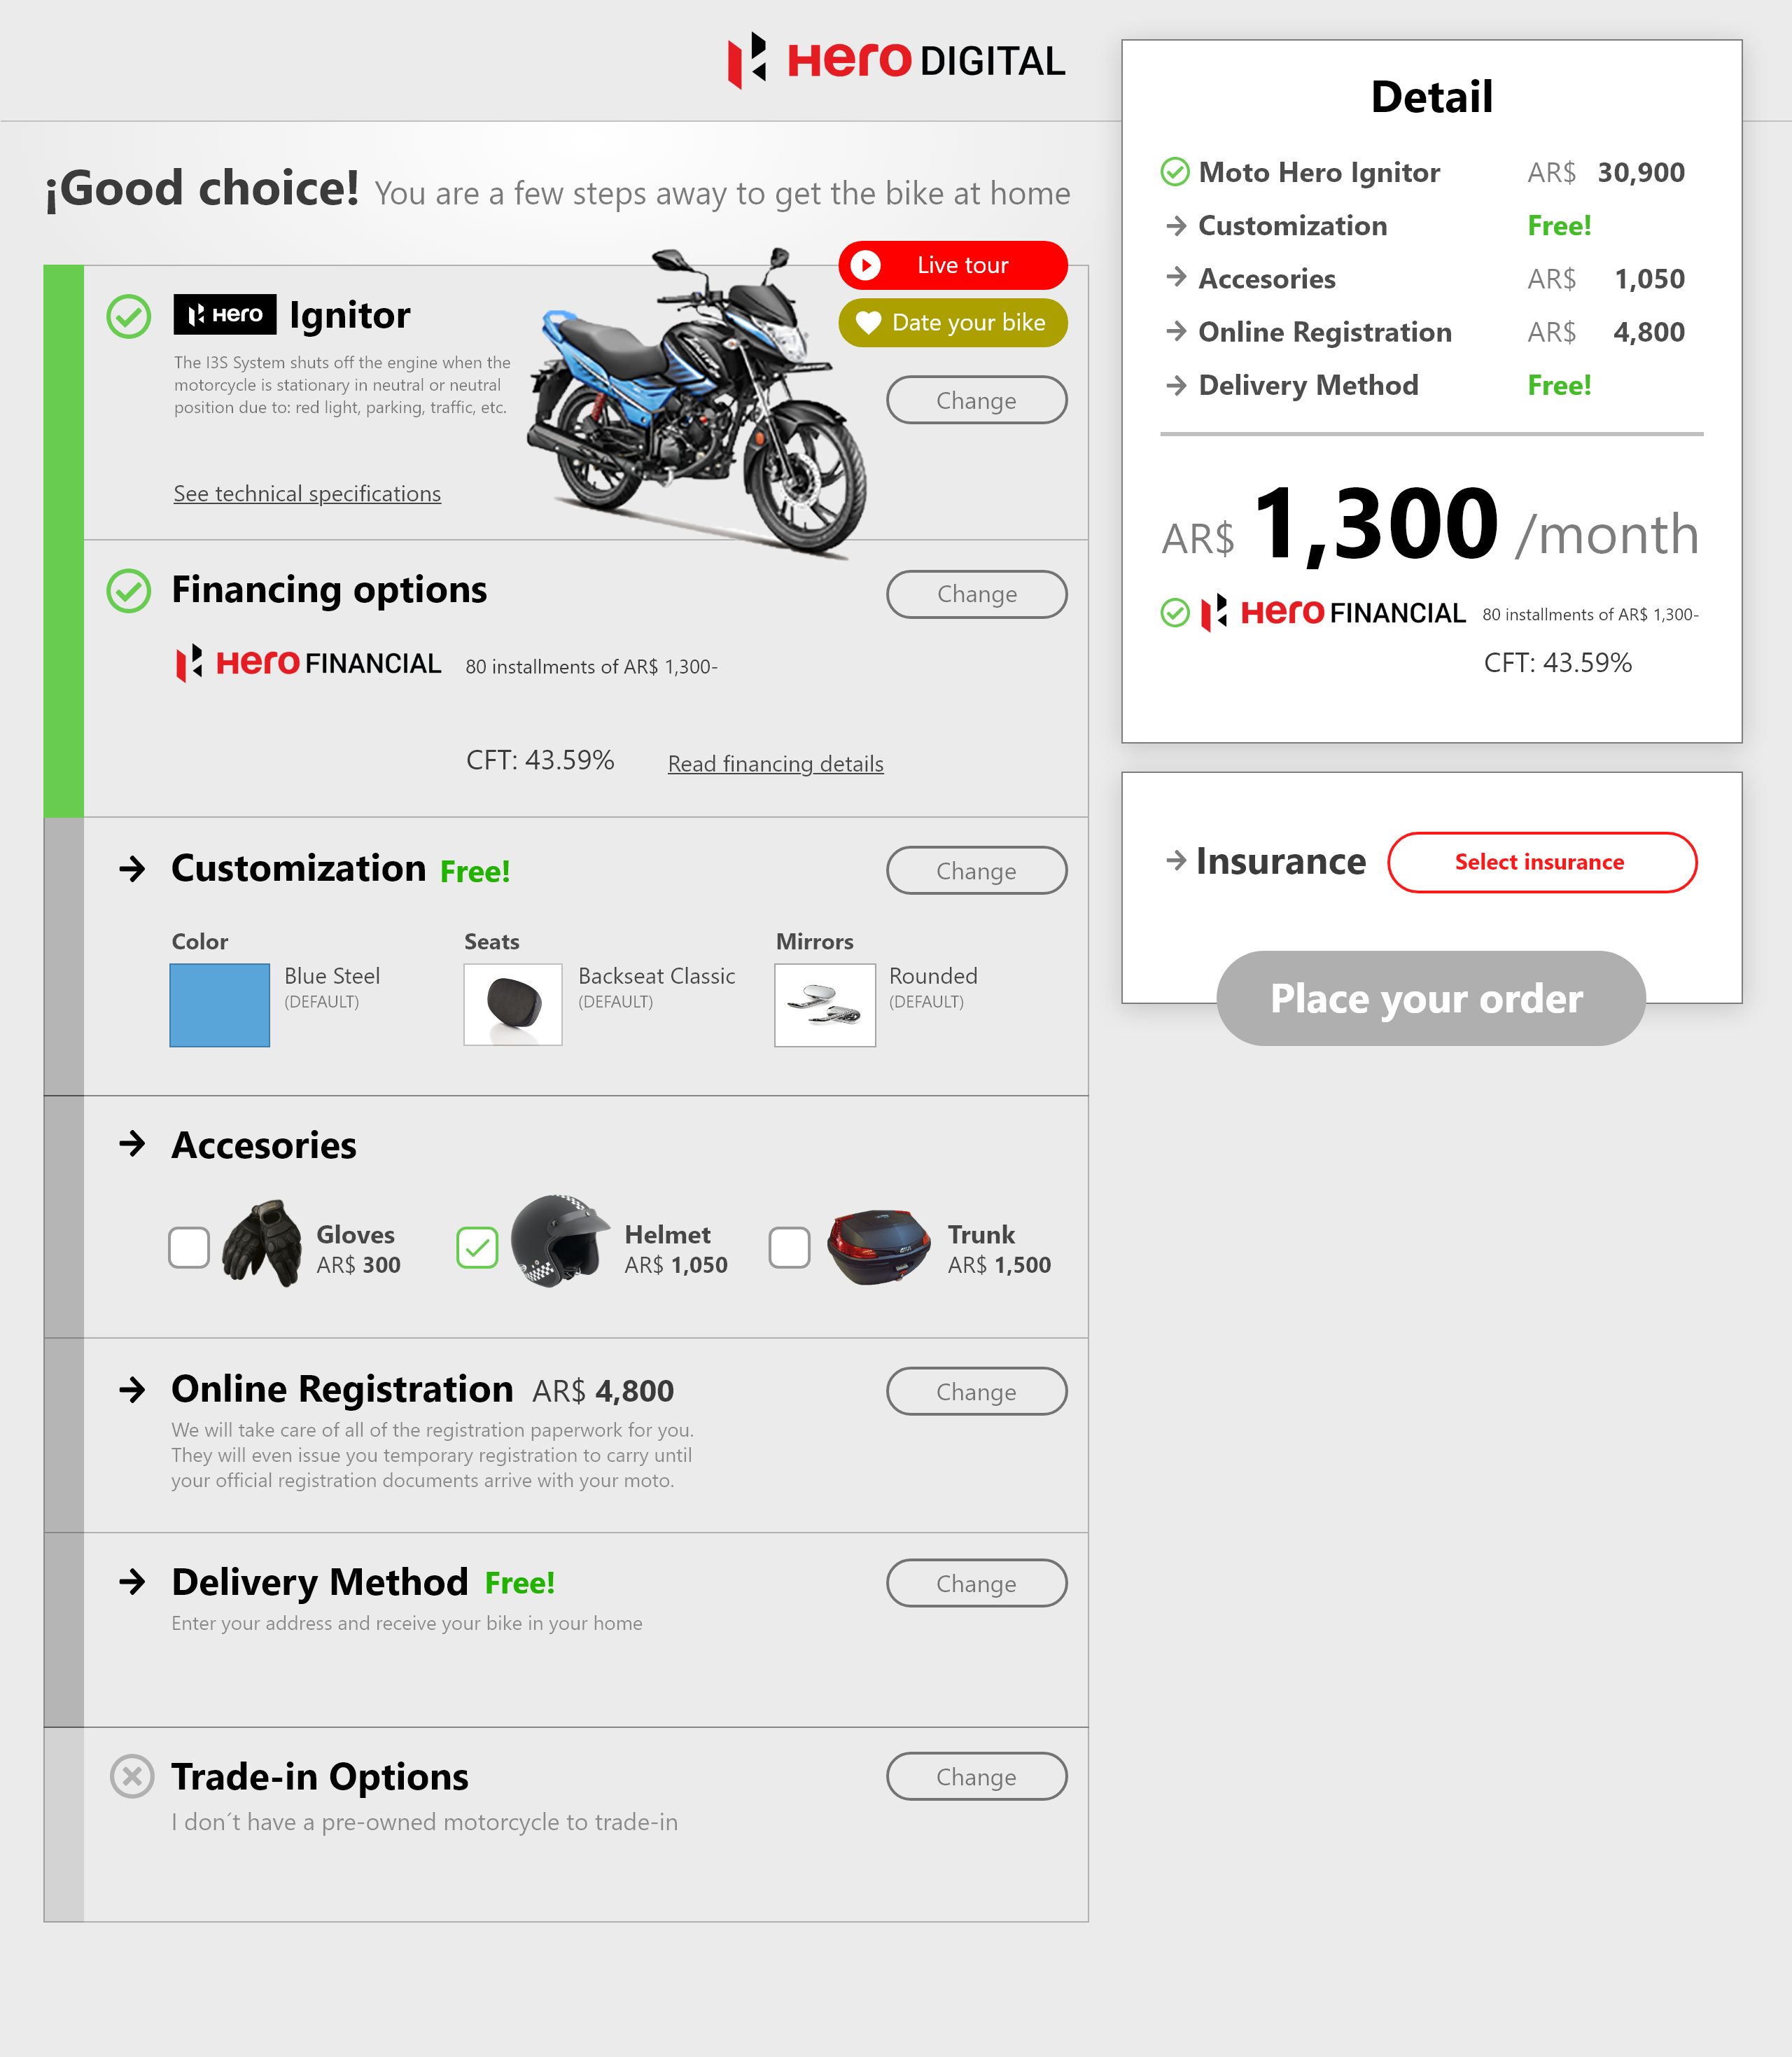 Hero DIGITAL
¡Good choice! You are a few steps away to get the bike at home
Live tour
Date your bike
Hero Ignitor
The I3S System shuts off the engine when the
motorcycle is stationary in neutral or neutral
position due to: red light, parking, traffic, etc.
Change
See technical specifications
Financing options
Change
Hero FINANCIAL 80 installments of AR$ 1,300-
CFT: 43.59% Read financing details
Customization Free!
Change
Color Seats Mirrors
Blue Steel Backseat Classic Rounded
(DEFAULT) (DEFAULT) (DEFAULT)
Accesories
Gloves Helmet Trunk
AR$ 300 AR$ 1,050 AR$ 1,500
Online Registration AR$ 4,800
Change
We will take care of all of the registration paperwork for you.
They will even issue you temporary registration to carry until
your official registration documents arrive with your moto.
Delivery Method Free!
Change
Enter your address and receive your bike in your home
Trade-in Options
Change
I don´t have a pre-owned motorcycle to trade-in
Detail
Moto Hero Ignitor AR$ 30,900
Customization Free!
Accesories AR$ 1,050
Online Registration AR$ 4,800
Delivery Method Free!
AR$ 1,300 /month
Hero FINANCIAL 80 installments of AR$ 1,300-
CFT: 43.59%
Insurance Select insurance
Place your order